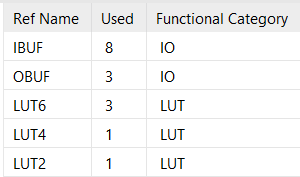 Ref Name Used Functional Category
IBUF 8 IO
OBUF 3 IO
LUT6 3 LUT
LUT4 1 LUT
LUT2 1 LUT